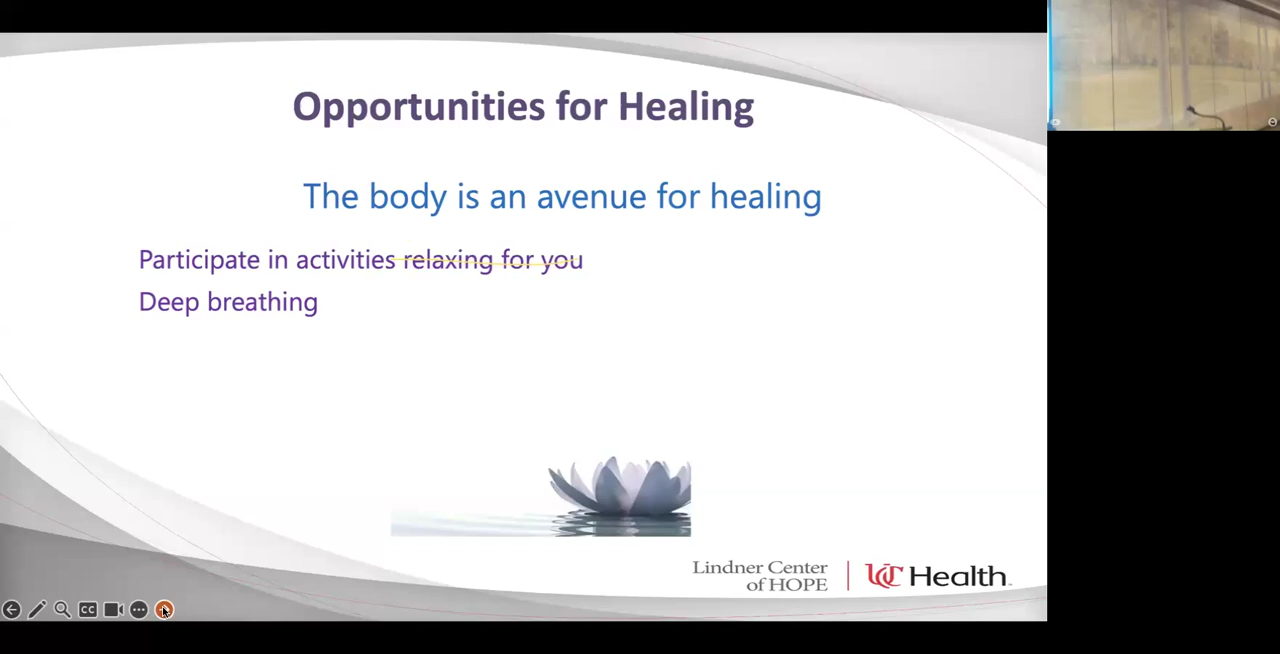 Opportunities for Healing
The body is an avenue for healing
Participate in activities relaxing for you
Deep breathing
Lindner Center
of HOPE
UC Health
CC